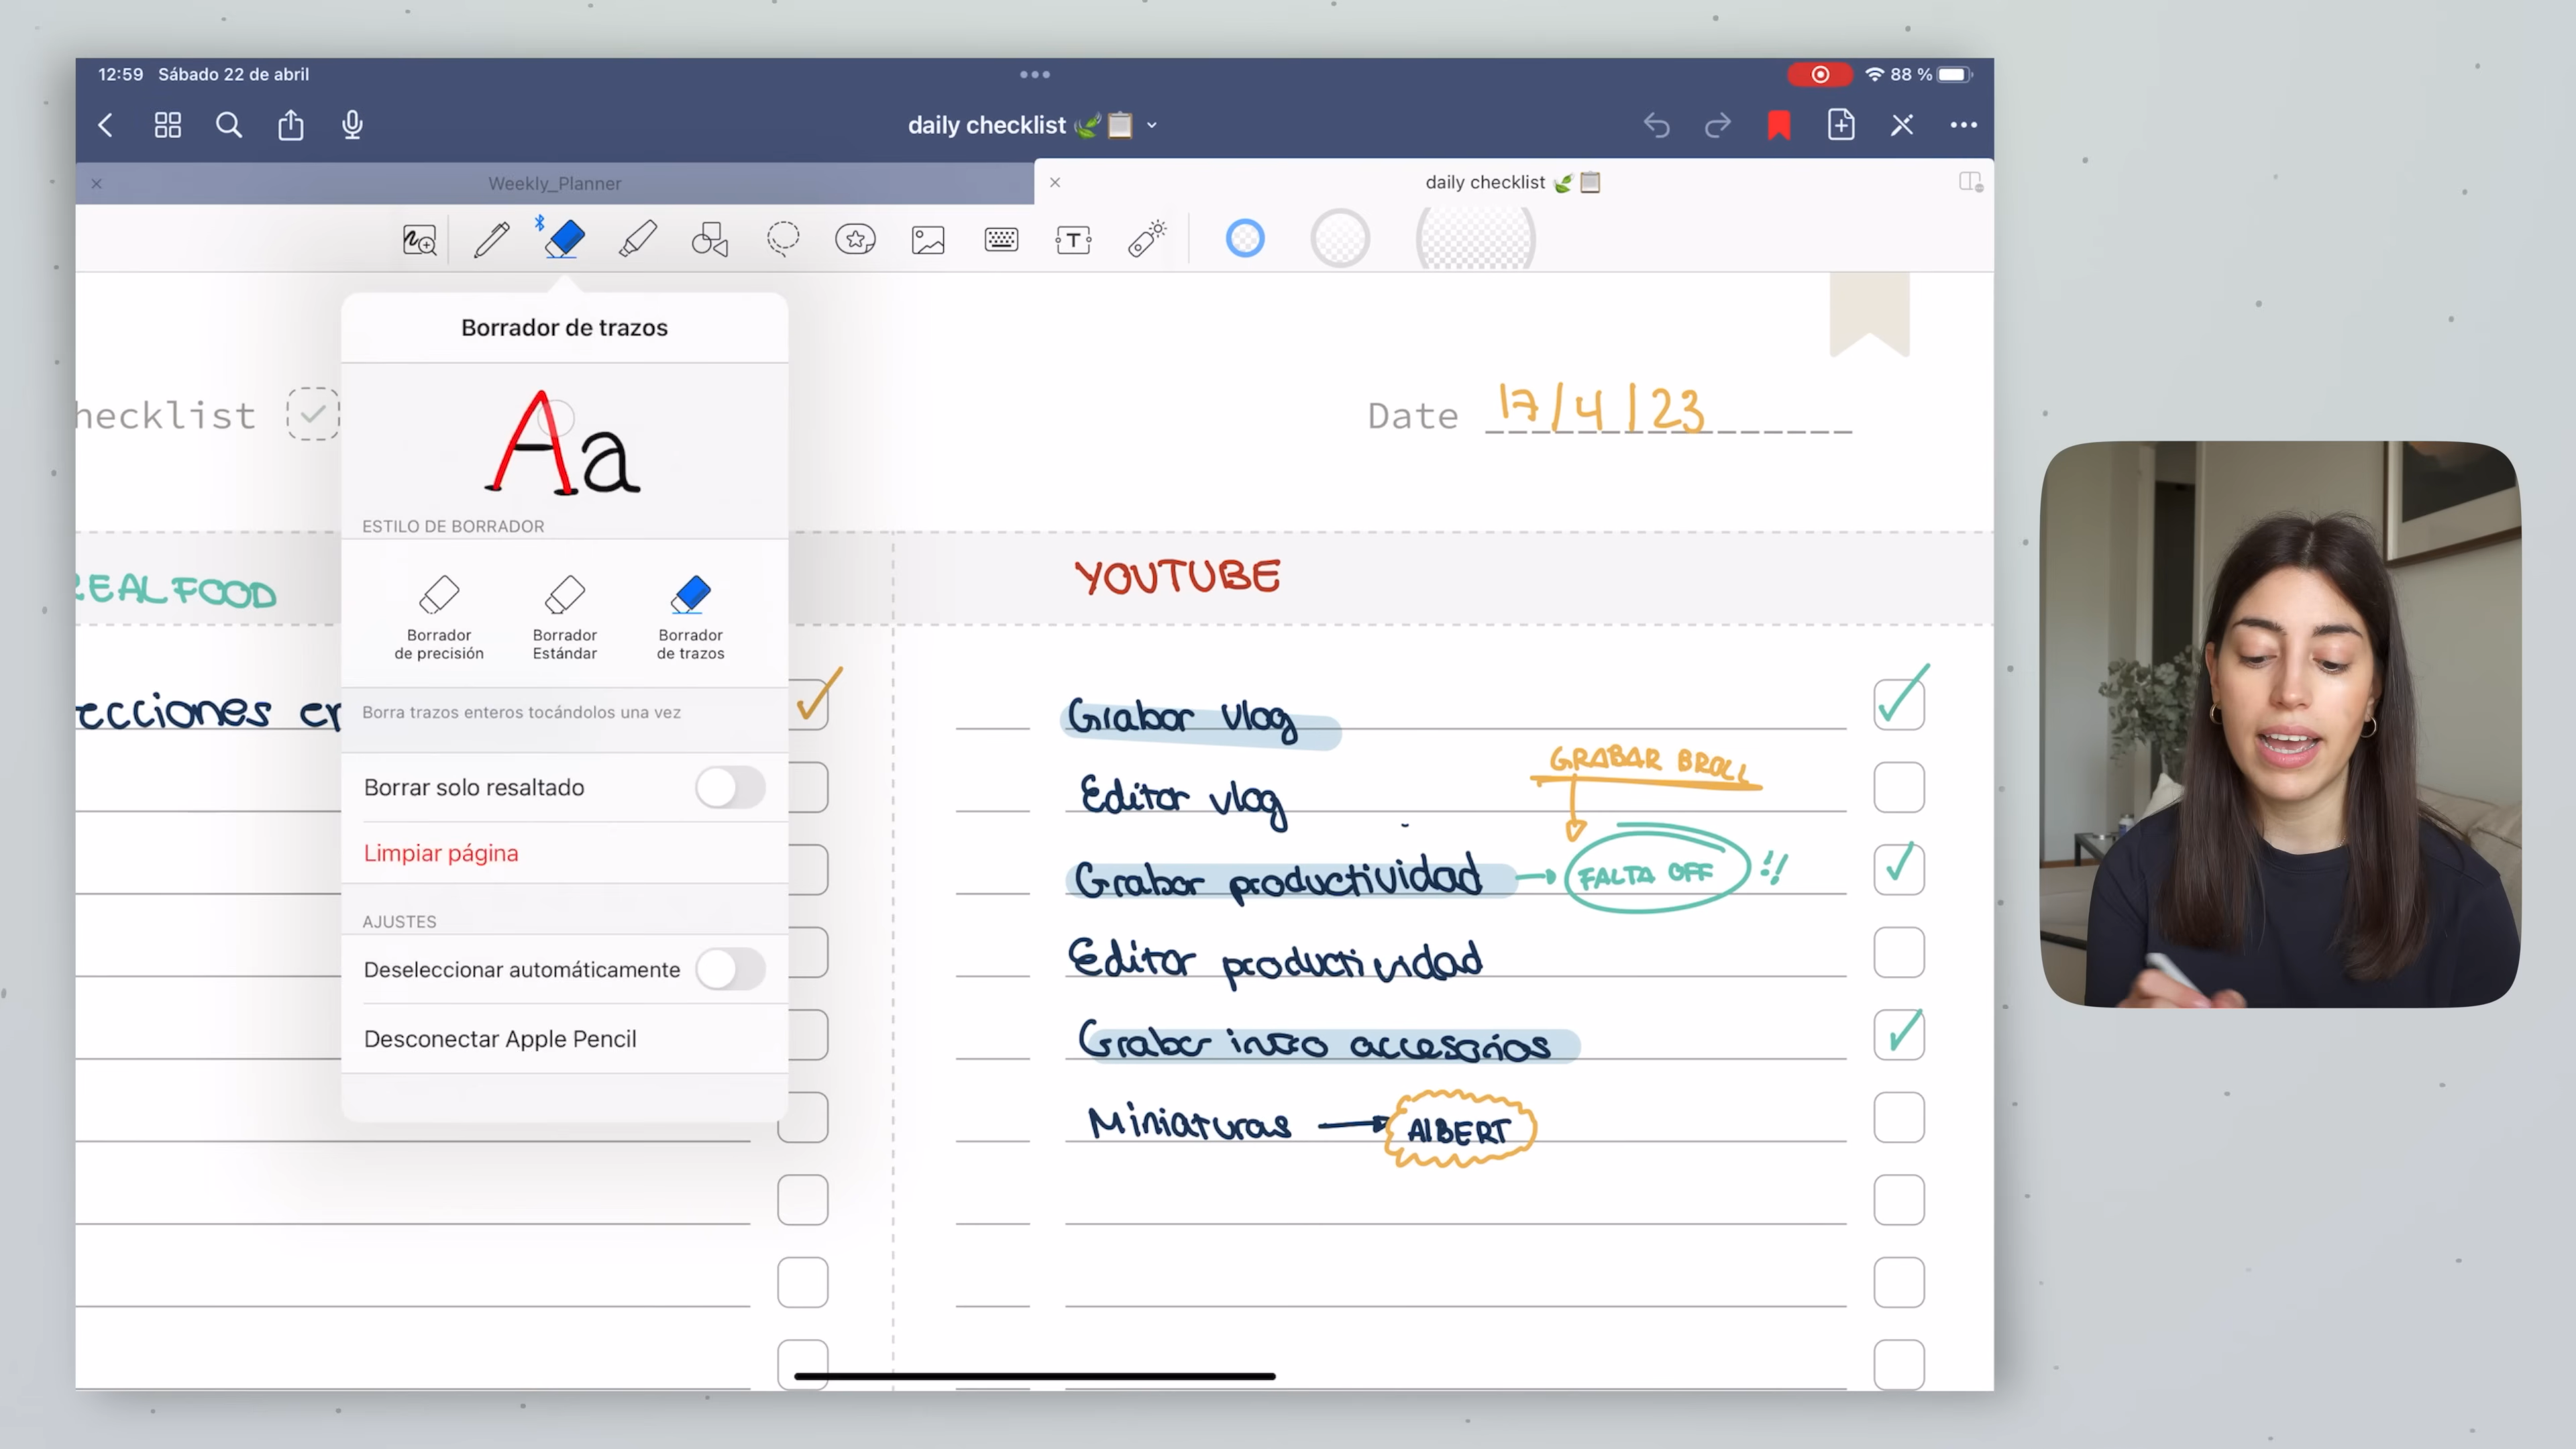 12:59 Sábado 22 de abril
88 %
daily checklist
Weekly_Planner
daily checklist
Borrador de trazos
Aa
ESTILO DE BORRADOR
Borrador de precisión
Borrador Estándar
Borrador de trazos
Borra trazos enteros tocándolos una vez
Borrar solo resaltado
Limpiar página
AJUSTES
Deseleccionar automáticamente
Desconectar Apple Pencil
hecklist
Date 17/4/23
REALFOOD
ecciones en
YOUTUBE
Grabar vlog
GRABAR BROLL
Editar vlog
Grabar productividad → FALTA OFF !!
Editar productividad
Grabar intro accesorios
Miniaturas → AlBERT